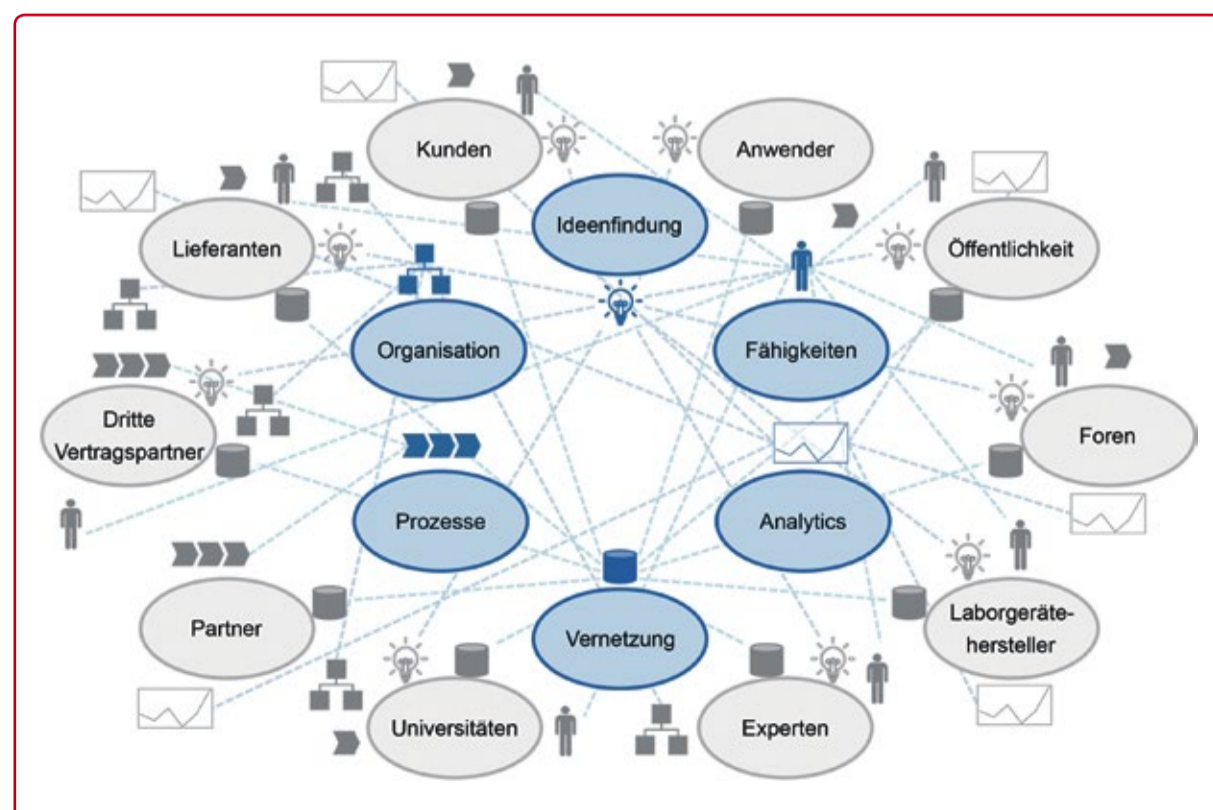 Kunden
Anwender
Ideenfindung
Lieferanten
Öffentlichkeit
Organisation
Fähigkeiten
Dritte
Vertragspartner
Foren
Prozesse
Analytics
Partner
Vernetzung
Laborgeräte-
hersteller
Universitäten
Experten